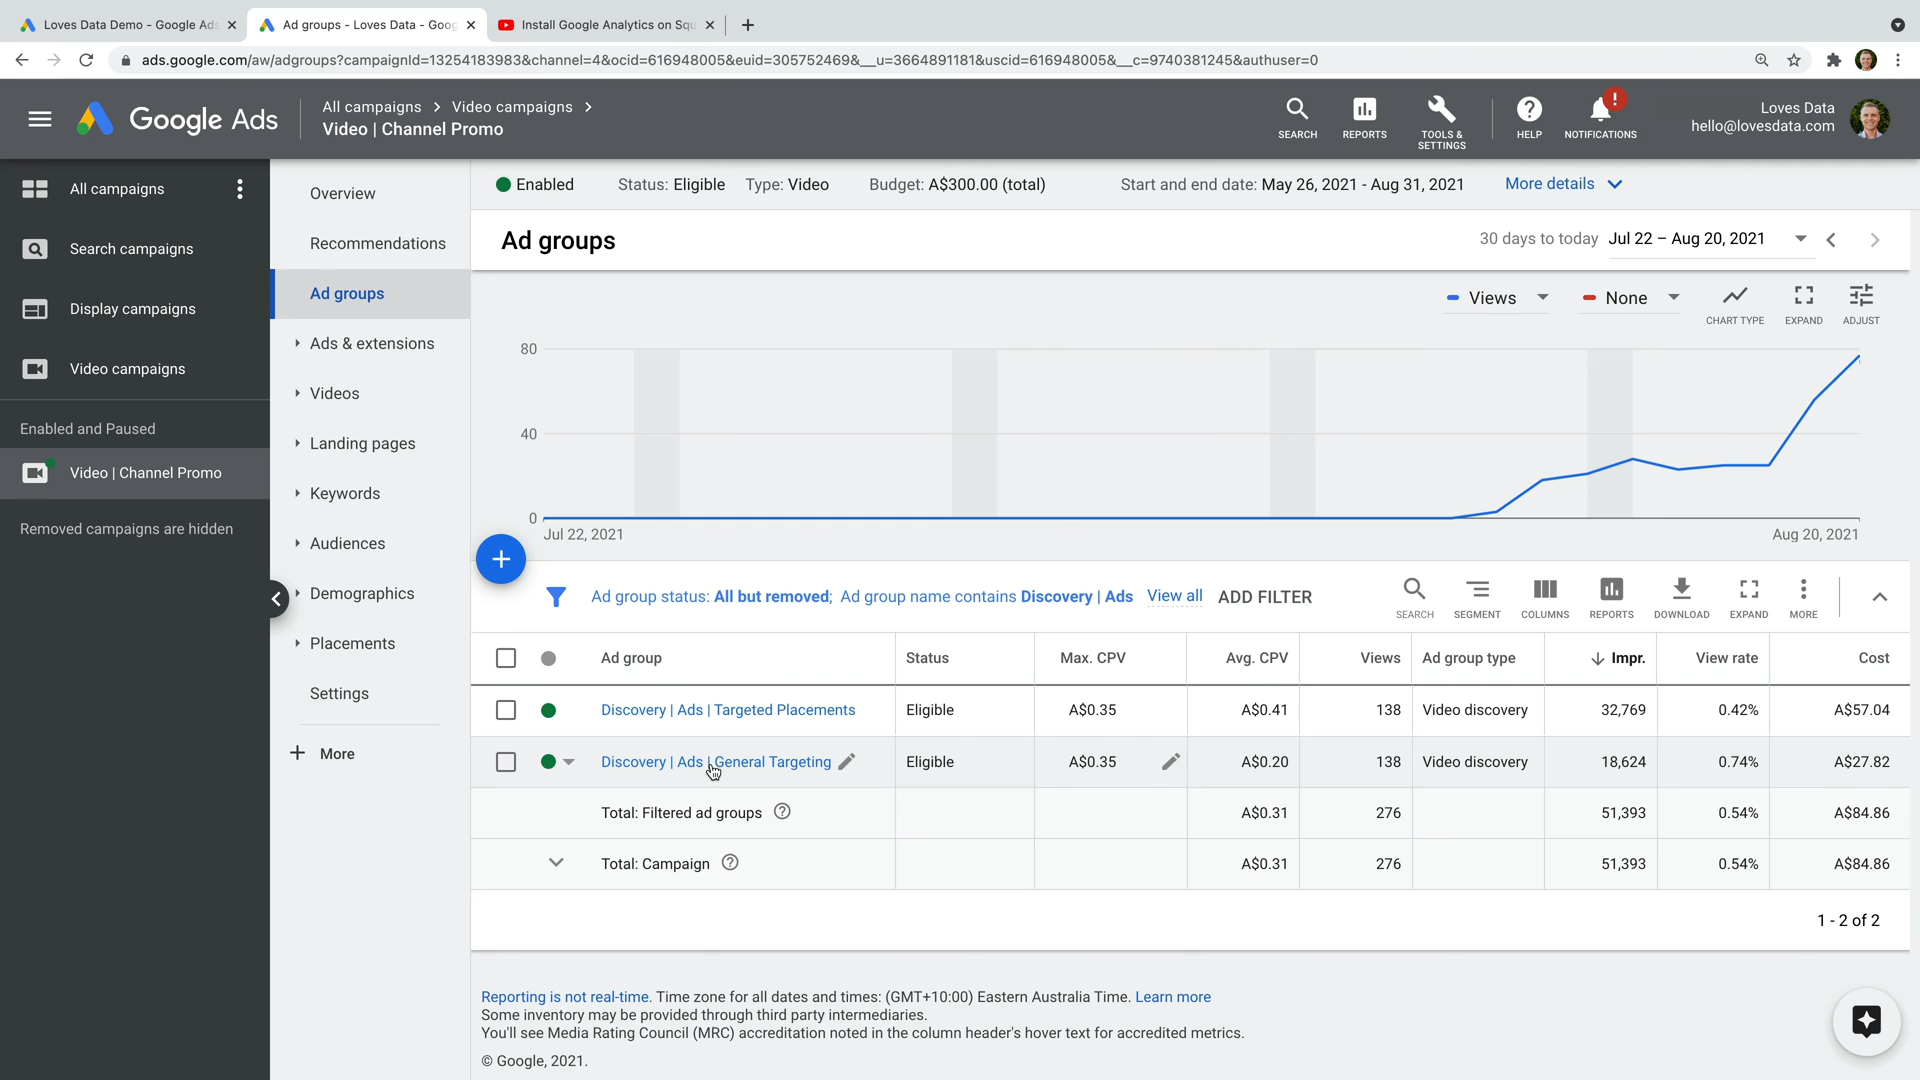 Loves Data Demo - Google Ads
Ad groups - Loves Data - Goog
Install Google Analytics on Squ
ads.google.com/aw/adgroups?campaignId=13254183983&channel=4&ocid=616948005&euid=305752469&__u=3664891181&uscid=616948005&__c=9740381245&authuser=0
Google Ads
All campaigns > Video campaigns >
Video | Channel Promo
SEARCH
REPORTS
TOOLS & SETTINGS
HELP
NOTIFICATIONS
Loves Data
hello@lovesdata.com
All campaigns
Search campaigns
Display campaigns
Video campaigns
Enabled and Paused
Video | Channel Promo
Removed campaigns are hidden
Overview
Recommendations
Ad groups
Ads & extensions
Videos
Landing pages
Keywords
Audiences
Demographics
Placements
Settings
+ More
Enabled Status: Eligible Type: Video Budget: A$300.00 (total) Start and end date: May 26, 2021 - Aug 31, 2021 More details
Ad groups
30 days to today Jul 22 – Aug 20, 2021
Views
None
CHART TYPE
EXPAND
ADJUST
80
40
0
Jul 22, 2021
Aug 20, 2021
Ad group status: All but removed; Ad group name contains Discovery | Ads View all ADD FILTER
SEARCH
SEGMENT
COLUMNS
REPORTS
DOWNLOAD
EXPAND
MORE
Ad group Status Max. CPV Avg. CPV Views Ad group type Impr. View rate Cost
Discovery | Ads | Targeted Placements Eligible A$0.35 A$0.41 138 Video discovery 32,769 0.42% A$57.04
Discovery | Ads | General Targeting Eligible A$0.35 A$0.20 138 Video discovery 18,624 0.74% A$27.82
Total: Filtered ad groups A$0.31 276 51,393 0.54% A$84.86
Total: Campaign A$0.31 276 51,393 0.54% A$84.86
1 - 2 of 2
Reporting is not real-time. Time zone for all dates and times: (GMT+10:00) Eastern Australia Time. Learn more
Some inventory may be provided through third party intermediaries.
You'll see Media Rating Council (MRC) accreditation noted in the column header's hover text for accredited metrics.
© Google, 2021.